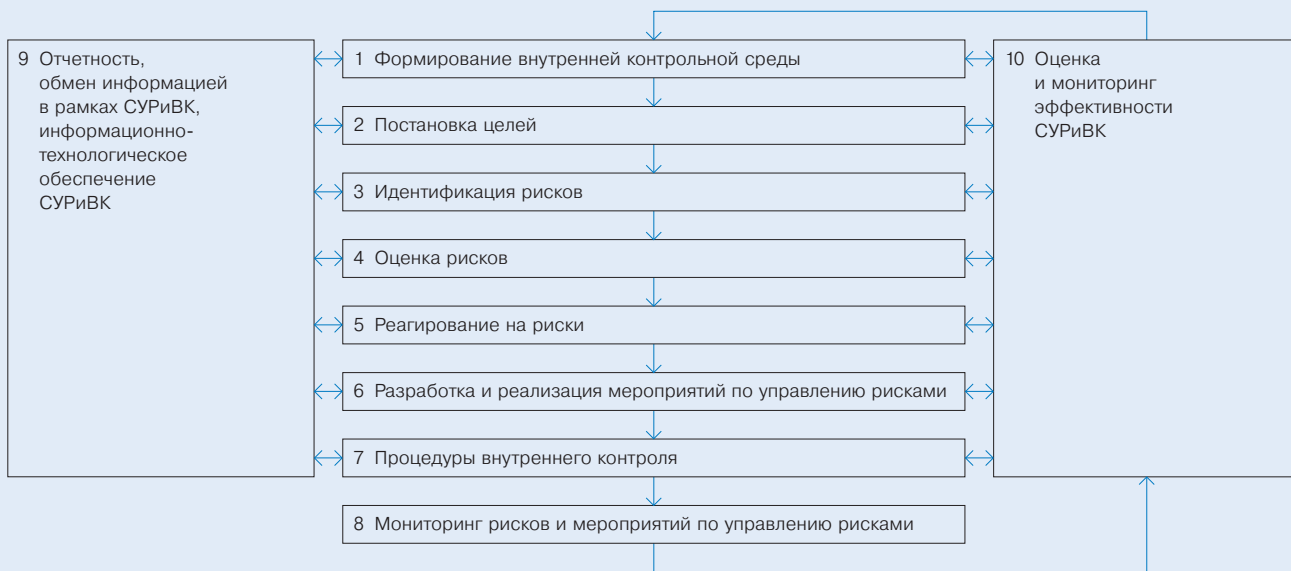 9 Отчетность,
обмен информацией
в рамках СУРиВК,
информационно-
технологическое
обеспечение
СУРиВК
1 Формирование внутренней контрольной среды
2 Постановка целей
3 Идентификация рисков
4 Оценка рисков
5 Реагирование на риски
6 Разработка и реализация мероприятий по управлению рисками
7 Процедуры внутреннего контроля
8 Мониторинг рисков и мероприятий по управлению рисками
10 Оценка
и мониторинг
эффективности
СУРиВК